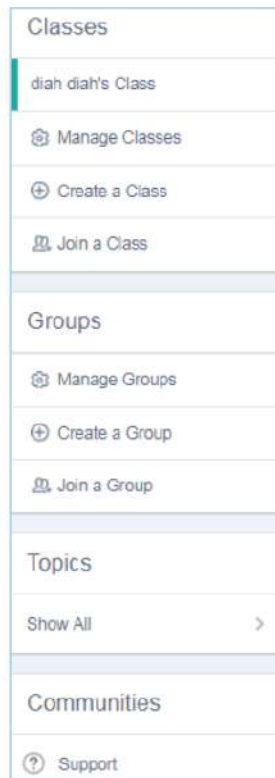 Classes
diah diah's Class
Manage Classes
Create a Class
Join a Class
Groups
Manage Groups
Create a Group
Join a Group
Topics
Show All
Communities
Support